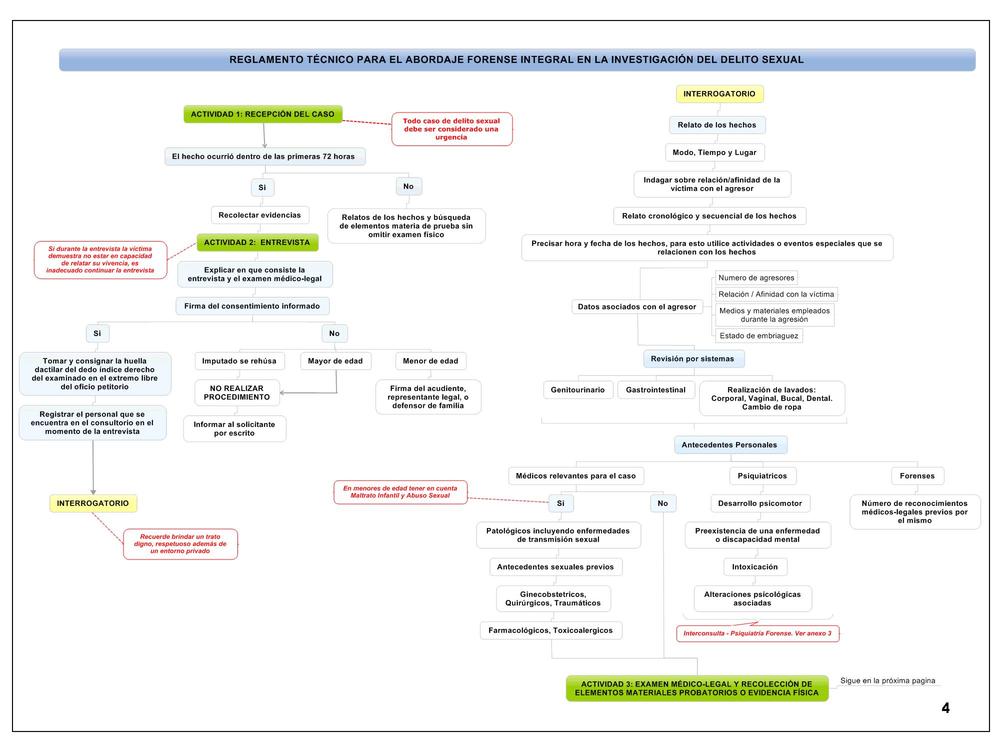 REGLAMENTO TÉCNICO PARA EL ABORDAJE FORENSE INTEGRAL EN LA INVESTIGACIÓN DEL DELITO SEXUAL
ACTIVIDAD 1: RECEPCIÓN DEL CASO
Todo caso de delito sexual
debe ser considerado una
urgencia
El hecho ocurrió dentro de las primeras 72 horas
Si
No
Recolectar evidencias
Relatos de los hechos y búsqueda
de elementos materia de prueba sin
omitir examen físico
ACTIVIDAD 2: ENTREVISTA
Si durante la entrevista la víctima
demuestra no estar en capacidad
de relatar su vivencia, es
inadecuado continuar la entrevista
Explicar en que consiste la
entrevista y el examen médico-legal
Firma del consentimiento informado
Si
No
Tomar y consignar la huella
dactilar del dedo índice derecho
del examinado en el extremo libre
del oficio petitorio
Imputado se rehúsa
Mayor de edad
Menor de edad
NO REALIZAR
PROCEDIMIENTO
Firma del acudiente,
representante legal, o
defensor de familia
Registrar el personal que se
encuentra en el consultorio en el
momento de la entrevista
Informar al solicitante
por escrito
INTERROGATORIO
Recuerde brindar un trato
digno, respetuoso además de
un entorno privado
INTERROGATORIO
Relato de los hechos
Modo, Tiempo y Lugar
Indagar sobre relación/afinidad de la
víctima con el agresor
Relato cronológico y secuencial de los hechos
Precisar hora y fecha de los hechos, para esto utilice actividades o eventos especiales que se
relacionen con los hechos
Datos asociados con el agresor
Numero de agresores
Relación / Afinidad con la víctima
Medios y materiales empleados
durante la agresión
Estado de embriaguez
Revisión por sistemas
Genitourinario
Gastrointestinal
Realización de lavados:
Corporal, Vaginal, Bucal, Dental.
Cambio de ropa
Antecedentes Personales
Médicos relevantes para el caso
Psiquiatricos
Forenses
En menores de edad tener en cuenta
Maltrato Infantil y Abuso Sexual
Si
No
Desarrollo psicomotor
Número de reconocimientos
médicos-legales previos por
el mismo
Patológicos incluyendo enfermedades
de transmisión sexual
Preexistencia de una enfermedad
o discapacidad mental
Antecedentes sexuales previos
Intoxicación
Ginecobstetricos,
Quirúrgicos, Traumáticos
Alteraciones psicológicas
asociadas
Farmacológicos, Toxicoalergicos
Interconsulta - Psiquiatría Forense. Ver anexo 3
ACTIVIDAD 3: EXAMEN MÉDICO-LEGAL Y RECOLECCIÓN DE
ELEMENTOS MATERIALES PROBATORIOS O EVIDENCIA FÍSICA
Sigue en la próxima pagina
4